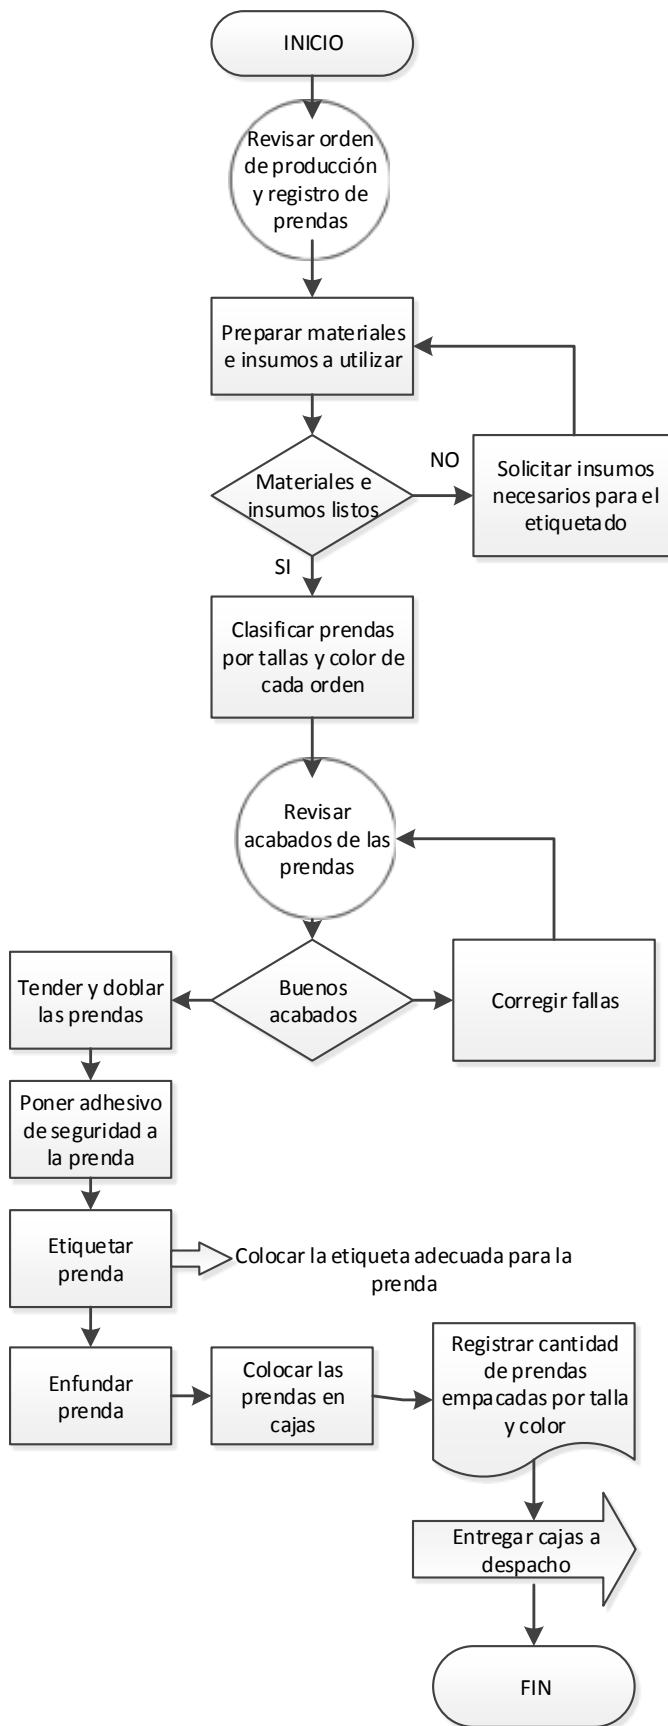 INICIO
Revisar orden
de producción
y registro de
prendas
Preparar materiales
e insumos a utilizar
Materiales e
insumos listos
NO
Solicitar insumos
necesarios para el
etiquetado
SI
Clasificar prendas
por tallas y color de
cada orden
Revisar
acabados de las
prendas
Buenos
acabados
Corregir fallas
Tender y doblar
las prendas
Poner adhesivo
de seguridad a
la prenda
Etiquetar
prenda
Colocar la etiqueta adecuada para la
prenda
Enfundar
prenda
Colocar las
prendas en
cajas
Registrar cantidad
de prendas
empacadas por talla
y color
Entregar cajas a
despacho
FIN